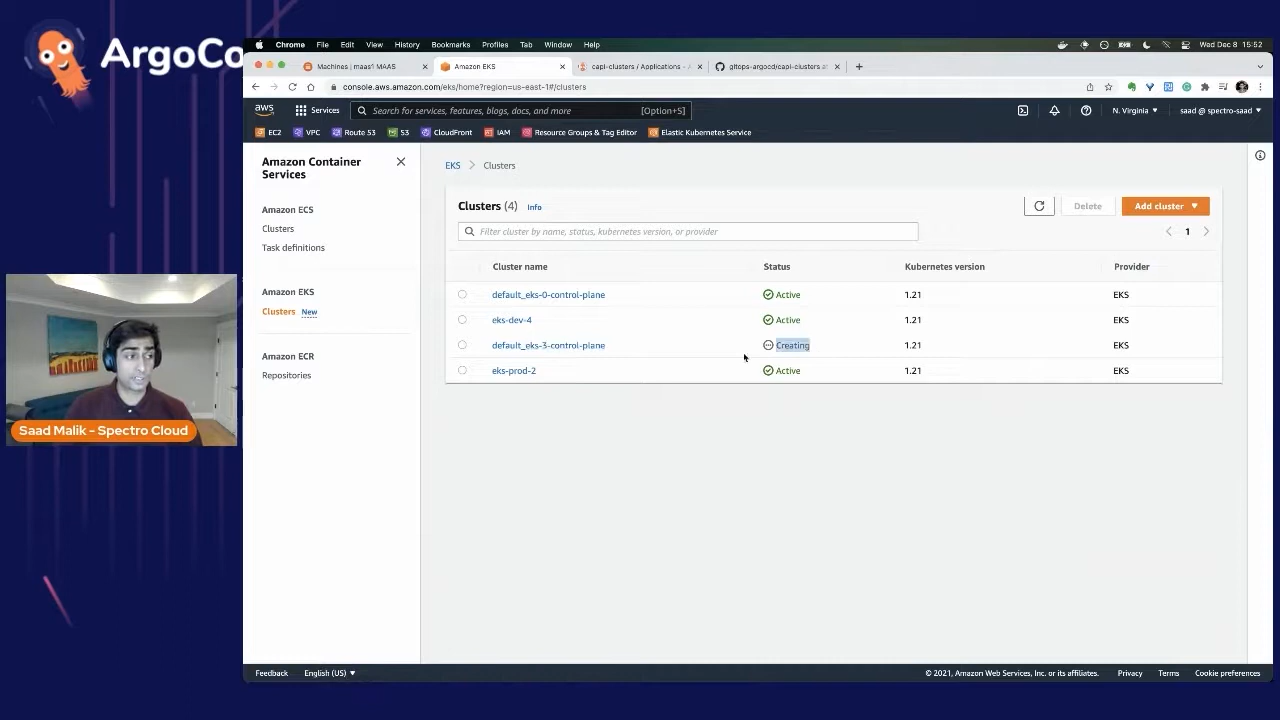 ArgoCo
Chrome File Edit View History Bookmarks Profiles Tab Window Help
Wed Dec 8 15:52
Machines | maas'l MAAS
Amazon EKS
capi-clusters / Applications - A
gitops-argocd/capi-clusters at
console.aws.amazon.com/eks/home?region=us-east-1#/clusters
aws
Services
Search for services, features, blogs, docs, and more
[Option+S]
N. Virginia
saad @ spectro-saad
EC2
VPC
Route 53
S3
CloudFront
IAM
Resource Groups & Tag Editor
Elastic Kubernetes Service
Amazon Container
Services
Amazon ECS
Clusters
Task definitions
Amazon EKS
Clusters New
Amazon ECR
Repositories
EKS
Clusters
Clusters (4) Info
Delete
Add cluster
Filter cluster by name, status, kubernetes version, or provider
1
Cluster name Status Kubernetes version Provider
default_eks-0-control-plane Active 1.21 EKS
eks-dev-4 Active 1.21 EKS
default_eks-3-control-plane Creating 1.21 EKS
eks-prod-2 Active 1.21 EKS
Saad Malik - Spectro Cloud
Feedback English (US)
© 2021, Amazon Web Services, Inc. or its affiliates. Privacy Terms Cookie preferences